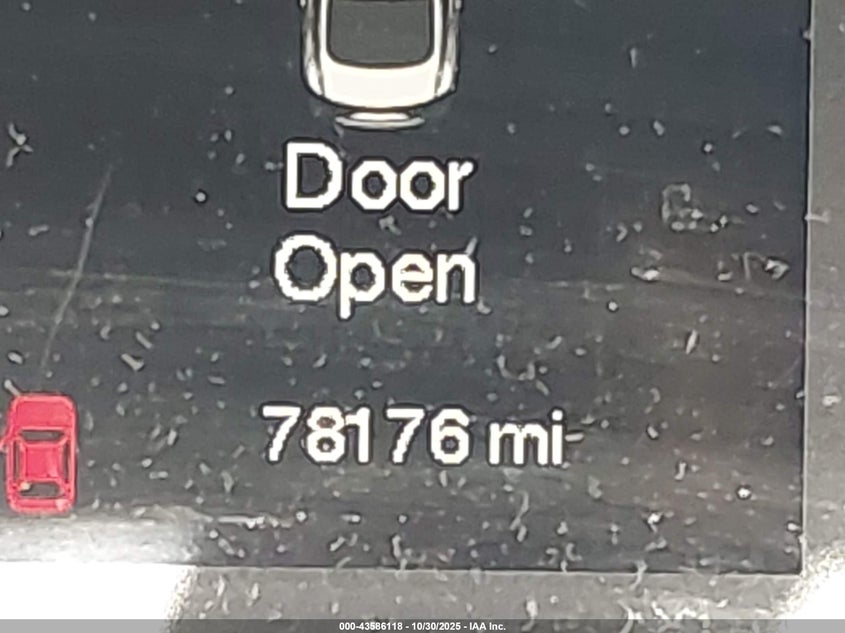 Door
Open
78176 mi
000-43586118 - 10/30/2025 - IAA Inc.